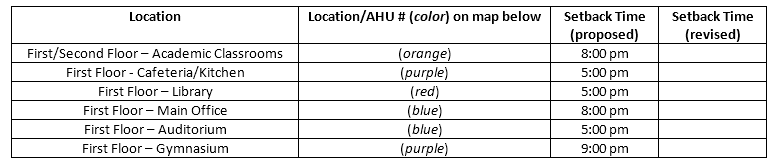 Location Location/AHU # (color) on map below Setback Time (proposed) Setback Time (revised)
First/Second Floor – Academic Classrooms (orange) 8:00 pm
First Floor - Cafeteria/Kitchen (purple) 5:00 pm
First Floor – Library (red) 5:00 pm
First Floor – Main Office (blue) 8:00 pm
First Floor – Auditorium (blue) 5:00 pm
First Floor – Gymnasium (purple) 9:00 pm